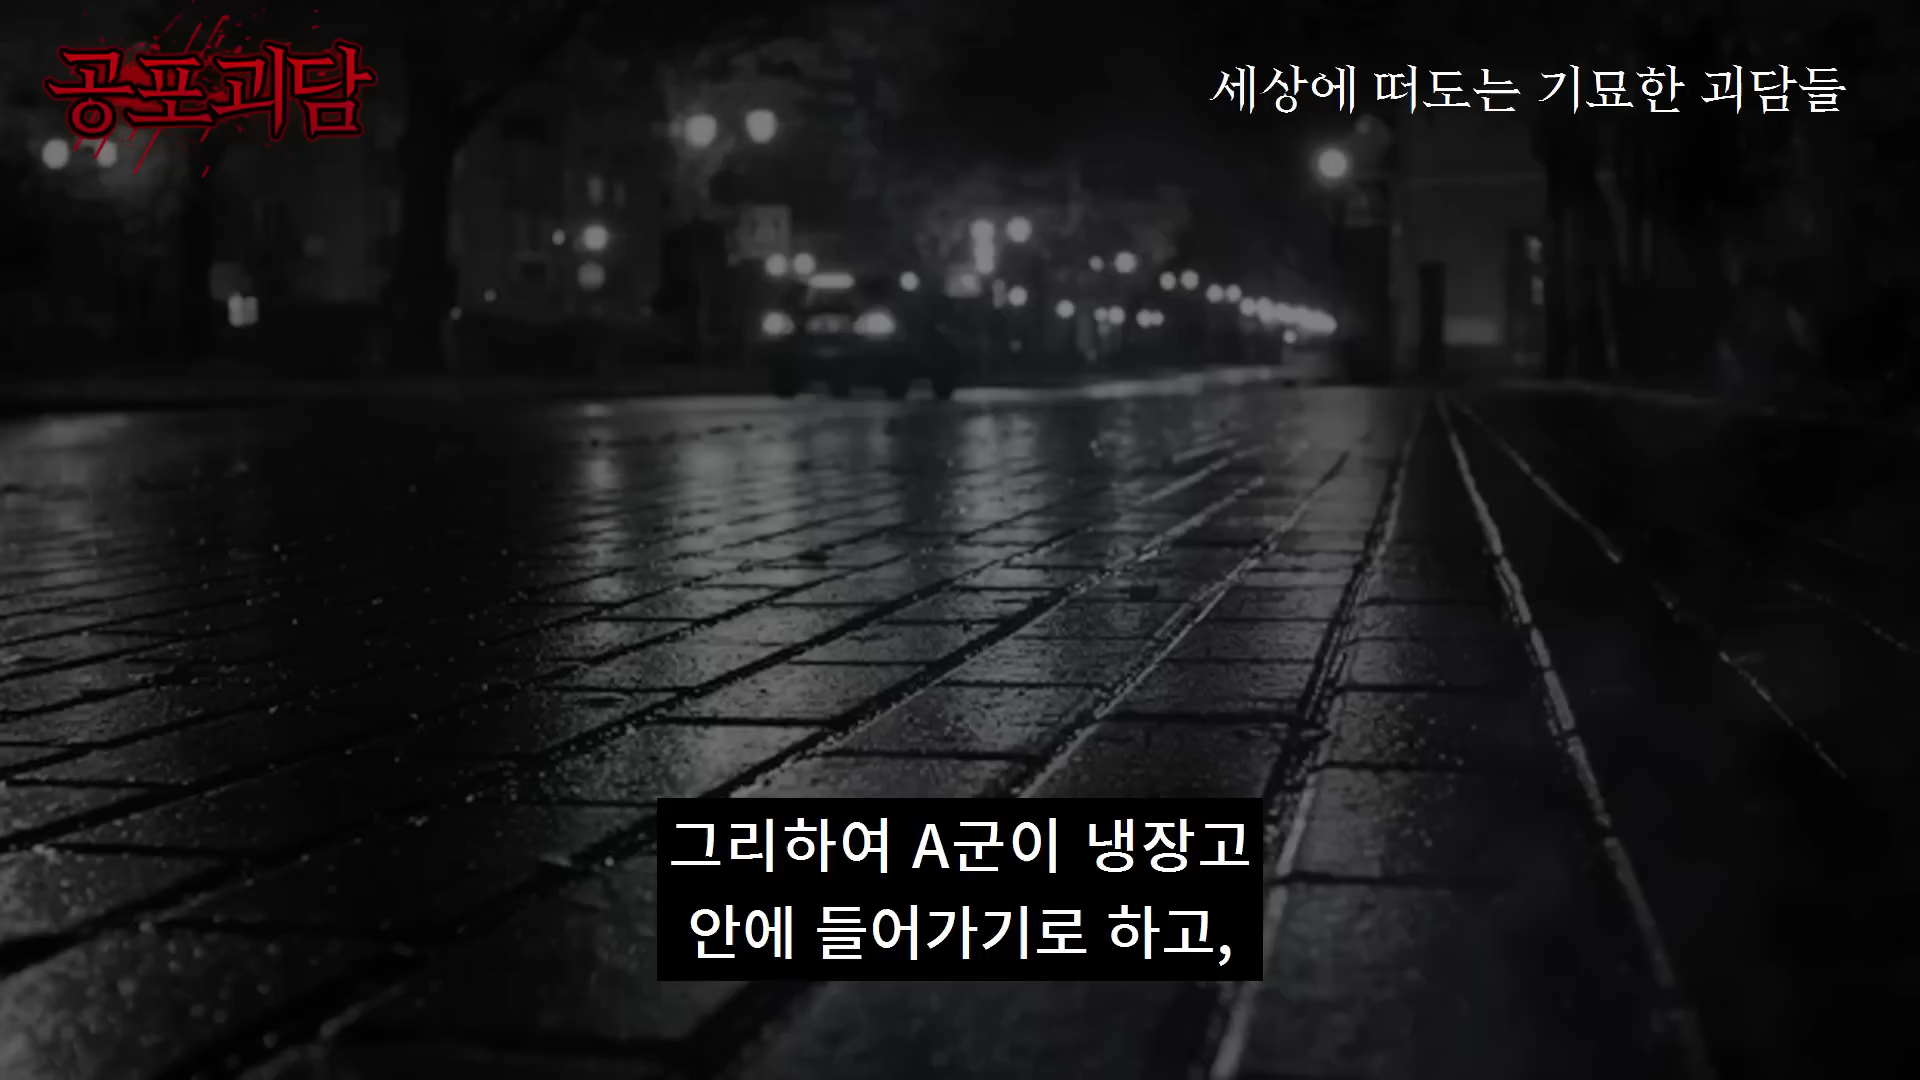 공포괴담
세상에 떠도는 기묘한 괴담들
그리하여 A군이 냉장고
안에 들어가기로 하고,